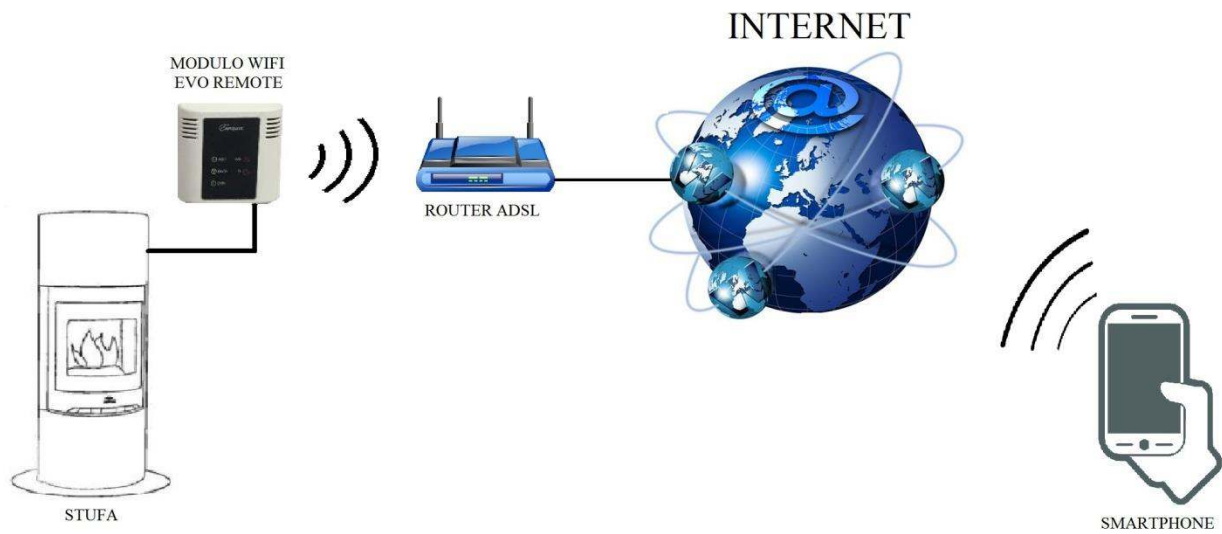 INTERNET
MODULO WIFI
EVO REMOTE
@
ROUTER ADSL
STUFA
SMARTPHONE